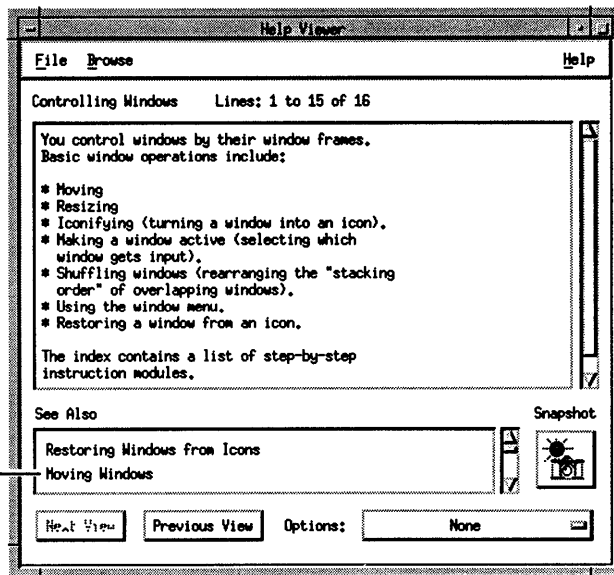 Help Viewer
File Browse Help
Controlling Windows Lines: 1 to 15 of 16
You control windows by their window frames.
Basic window operations include:
* Moving
* Resizing
* Iconifying (turning a window into an icon).
* Making a window active (selecting which
window gets input).
* Shuffling windows (rearranging the "stacking
order" of overlapping windows).
* Using the window menu.
* Restoring a window from an icon.
The index contains a list of step-by-step
instruction modules.
See Also Snapshot
Restoring Windows from Icons
Moving Windows
Next View Previous View Options: None